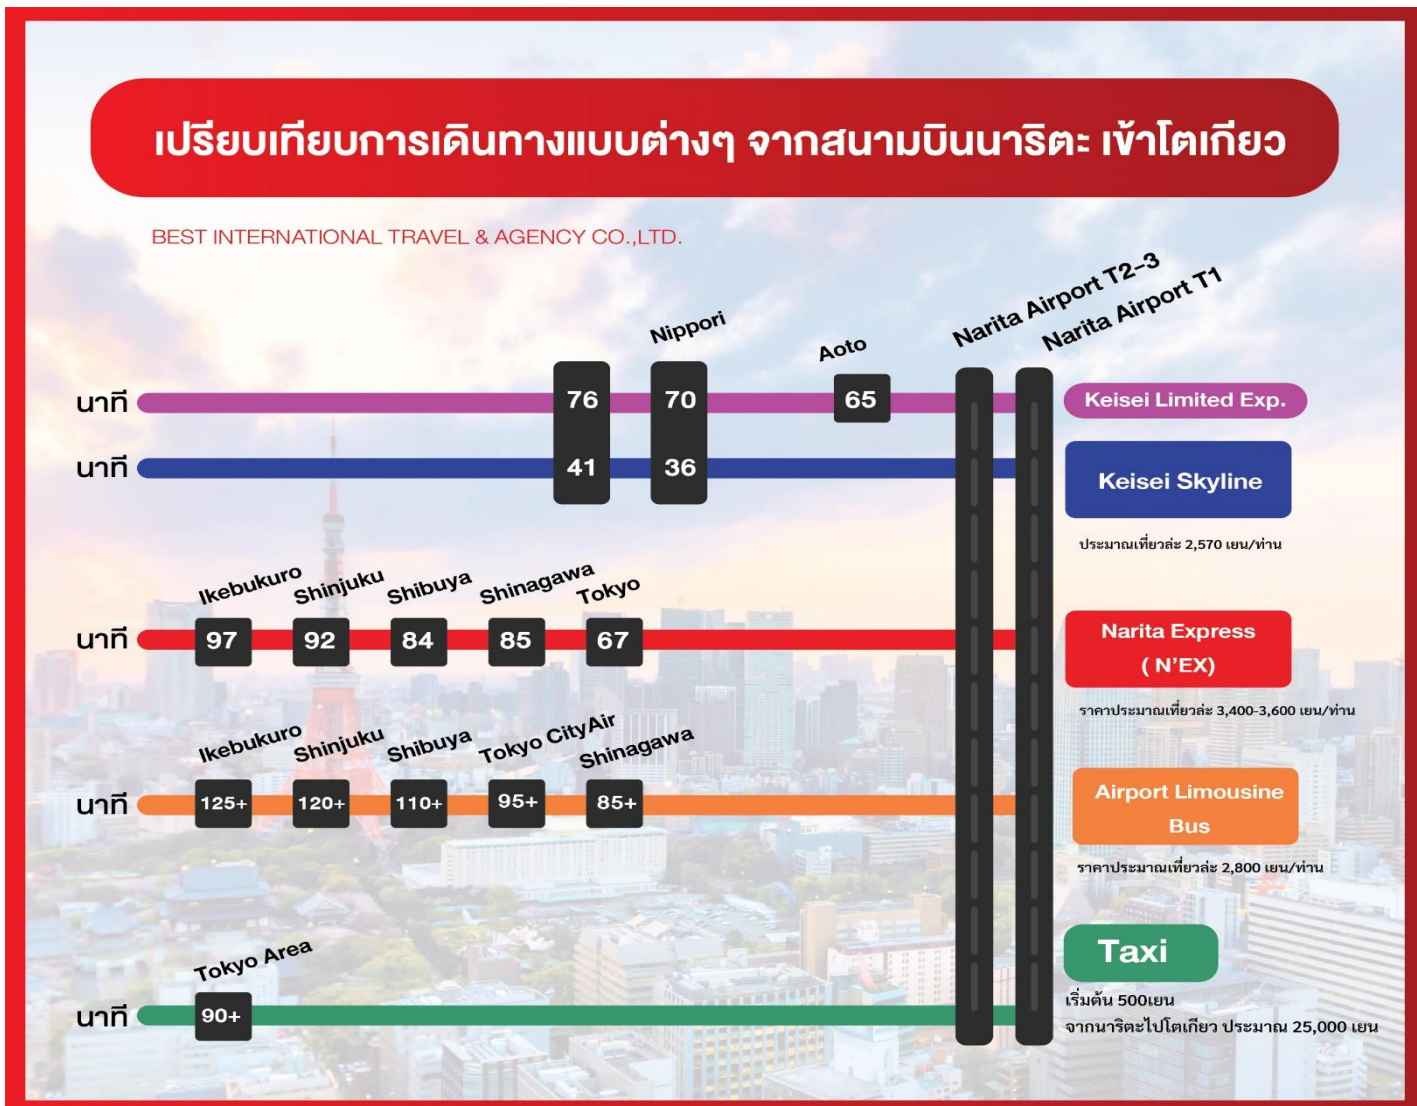 เปรียบเทียบการเดินทางแบบต่างๆ จากสนามบินนาริตะ เข้าโตเกียว
BEST INTERNATIONAL TRAVEL & AGENCY CO.,LTD.
Narita Airport T2-3
Narita Airport T1
Nippori
Aoto
นาที
76
70
65
Keisei Limited Exp.
นาที
41
36
Keisei Skyline
ประมาณเที่ยวล่ะ 2,570 เยน/ท่าน
Ikebukuro
Shinjuku
Shibuya
Shinagawa
Tokyo
นาที
97
92
84
85
67
Narita Express
( N'EX)
ราคาประมาณเที่ยวล่ะ 3,400-3,600 เยน/ท่าน
Ikebukuro
Shinjuku
Shibuya
Tokyo CityAir
Shinagawa
นาที
125+
120+
110+
95+
85+
Airport Limousine
Bus
ราคาประมาณเที่ยวล่ะ 2,800 เยน/ท่าน
Tokyo Area
นาที
90+
Taxi
เริ่มต้น 500เยน
จากนาริตะไปโตเกียว ประมาณ 25,000 เยน